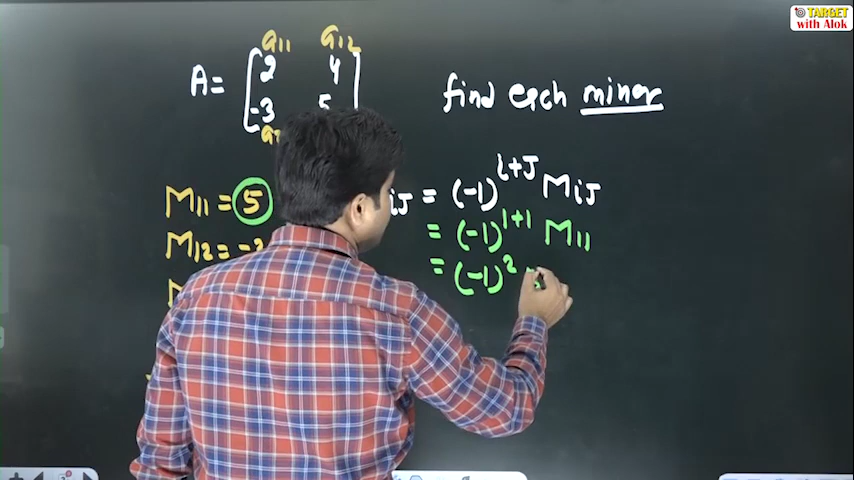 TARGET
with Alok
a11 a12
A= [2 4
-3 5]
find each minor
M11 = 5
M12 = -3
ij = (-1)^i+j Mij
= (-1)^1+1 M11
= (-1)^2